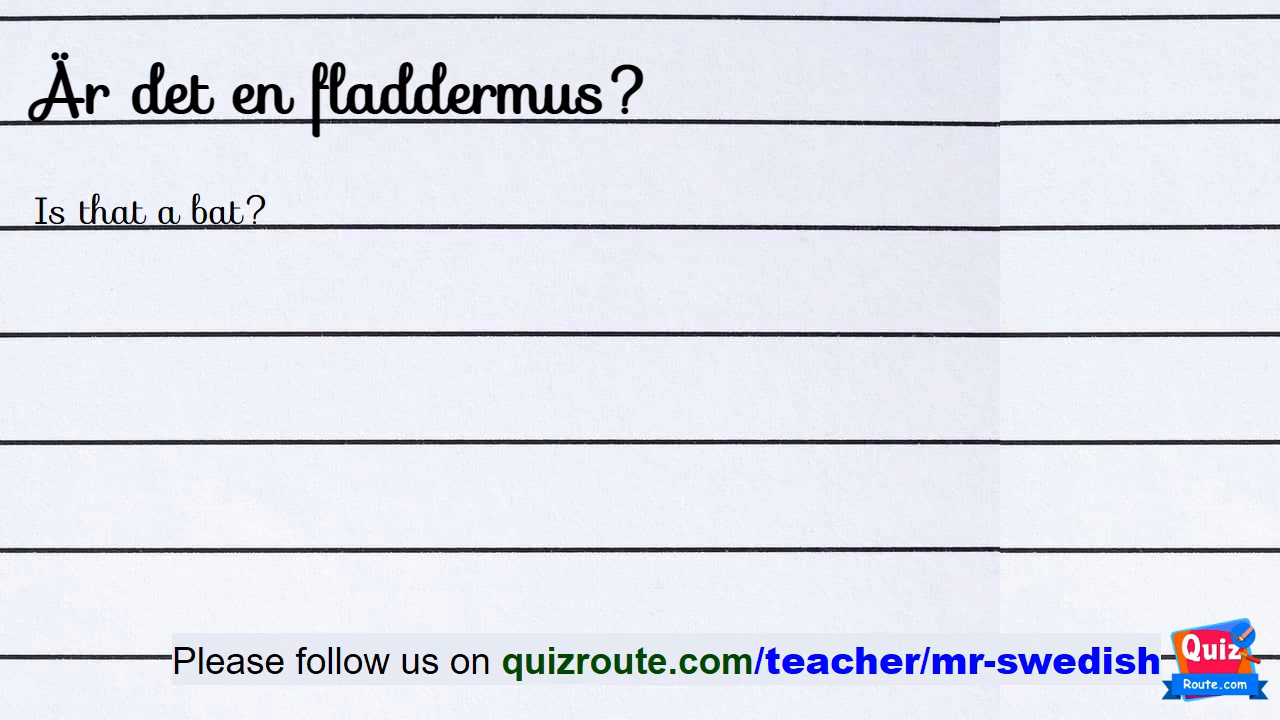 Är det en fladdermus?
Is that a bat?
Please follow us on quizroute.com/teacher/mr-swedish
Quiz
Route.com